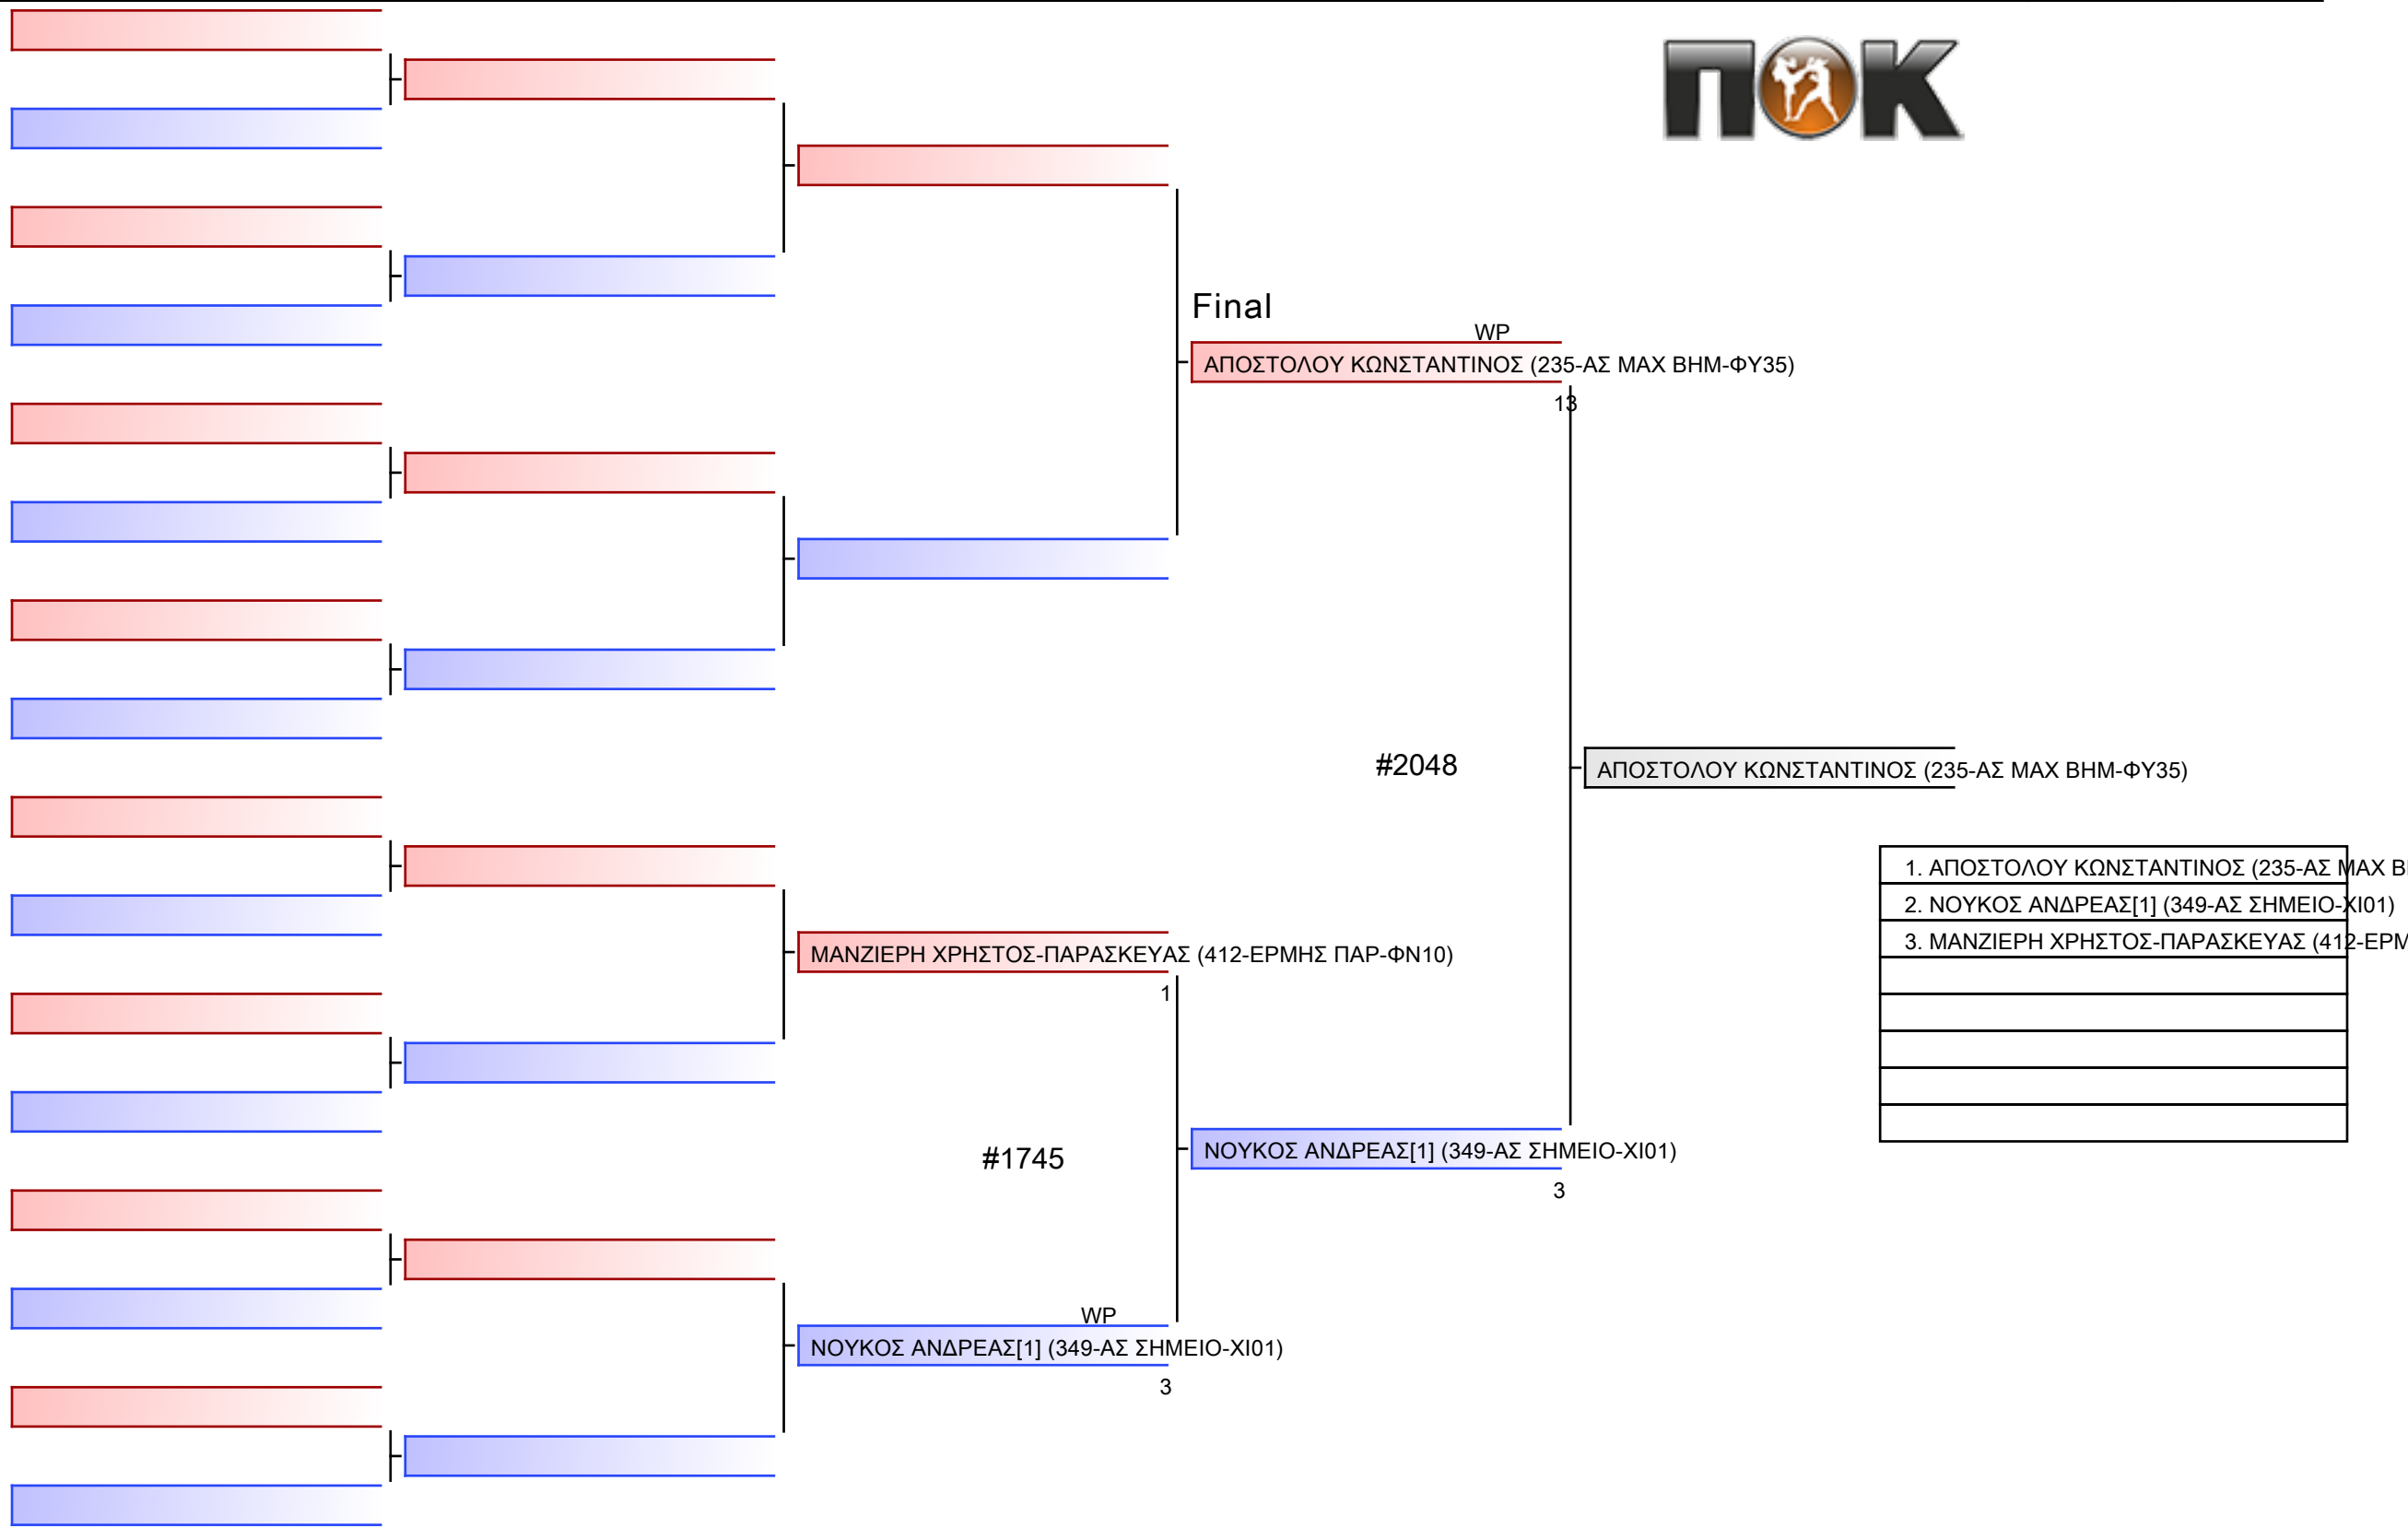 ΠΟΚ
Final
WP
ΑΠΟΣΤΟΛΟΥ ΚΩΝΣΤΑΝΤΙΝΟΣ (235-ΑΣ ΜΑΧ ΒΗΜ-ΦΥ35)
13
#2048
ΑΠΟΣΤΟΛΟΥ ΚΩΝΣΤΑΝΤΙΝΟΣ (235-ΑΣ ΜΑΧ ΒΗΜ-ΦΥ35)
1. ΑΠΟΣΤΟΛΟΥ ΚΩΝΣΤΑΝΤΙΝΟΣ (235-ΑΣ ΜΑΧ
2. ΝΟΥΚΟΣ ΑΝΔΡΕΑΣ[1] (349-ΑΣ ΣΗΜΕΙΟ-ΧΙ01)
3. ΜΑΝΖΙΕΡΗ ΧΡΗΣΤΟΣ-ΠΑΡΑΣΚΕΥΑΣ (412-ΕΡΜ
ΜΑΝΖΙΕΡΗ ΧΡΗΣΤΟΣ-ΠΑΡΑΣΚΕΥΑΣ (412-ΕΡΜΗΣ ΠΑΡ-ΦΝ10)
1
#1745
ΝΟΥΚΟΣ ΑΝΔΡΕΑΣ[1] (349-ΑΣ ΣΗΜΕΙΟ-ΧΙ01)
3
WP
ΝΟΥΚΟΣ ΑΝΔΡΕΑΣ[1] (349-ΑΣ ΣΗΜΕΙΟ-ΧΙ01)
3